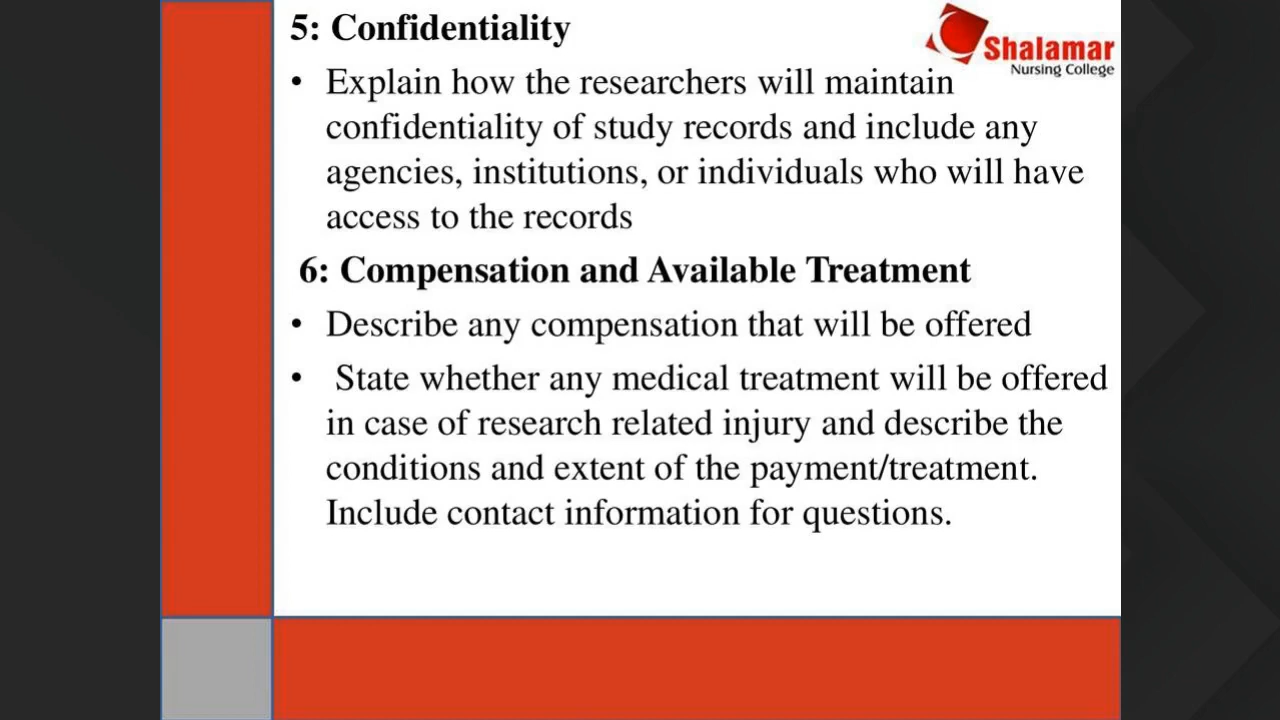 5: Confidentiality
Shalamar
Nursing College
• Explain how the researchers will maintain
confidentiality of study records and include any
agencies, institutions, or individuals who will have
access to the records
6: Compensation and Available Treatment
• Describe any compensation that will be offered
• State whether any medical treatment will be offered
in case of research related injury and describe the
conditions and extent of the payment/treatment.
Include contact information for questions.